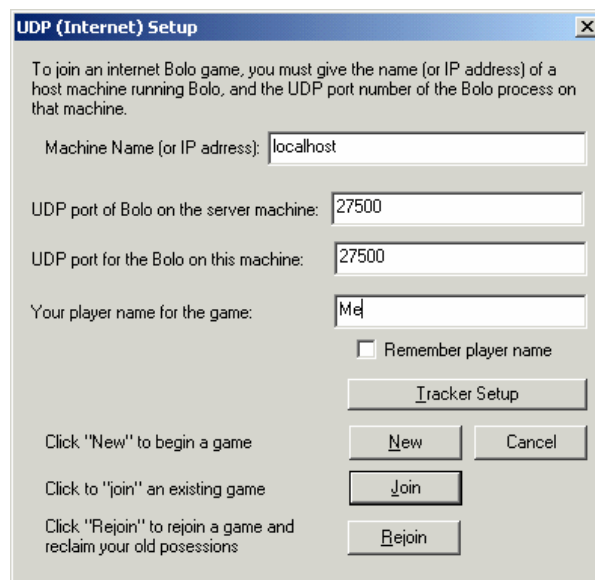 UDP (Internet) Setup
To join an internet Bolo game, you must give the name (or IP address) of a
host machine running Bolo, and the UDP port number of the Bolo process on
that machine.
Machine Name (or IP adrress): localhost
UDP port of Bolo on the server machine: 27500
UDP port for the Bolo on this machine: 27500
Your player name for the game: Me
Remember player name
Tracker Setup
Click "New" to begin a game New Cancel
Click to "join" an existing game Join
Click "Rejoin" to rejoin a game and
reclaim your old posessions Rejoin